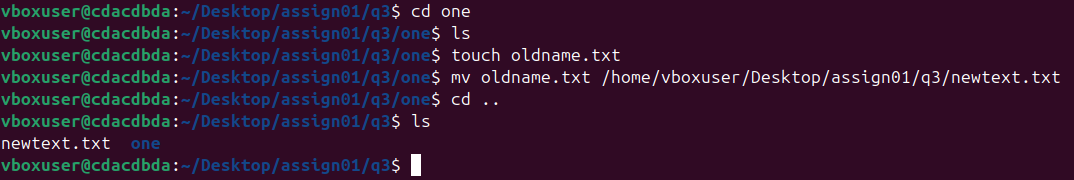 vboxuser@cdacdbda:~/Desktop/assign01/q3$ cd one
vboxuser@cdacdbda:~/Desktop/assign01/q3/one$ ls
vboxuser@cdacdbda:~/Desktop/assign01/q3/one$ touch oldname.txt
vboxuser@cdacdbda:~/Desktop/assign01/q3/one$ mv oldname.txt /home/vboxuser/Desktop/assign01/q3/newtext.txt
vboxuser@cdacdbda:~/Desktop/assign01/q3/one$ cd ..
vboxuser@cdacdbda:~/Desktop/assign01/q3$ ls
newtext.txt  one
vboxuser@cdacdbda:~/Desktop/assign01/q3$